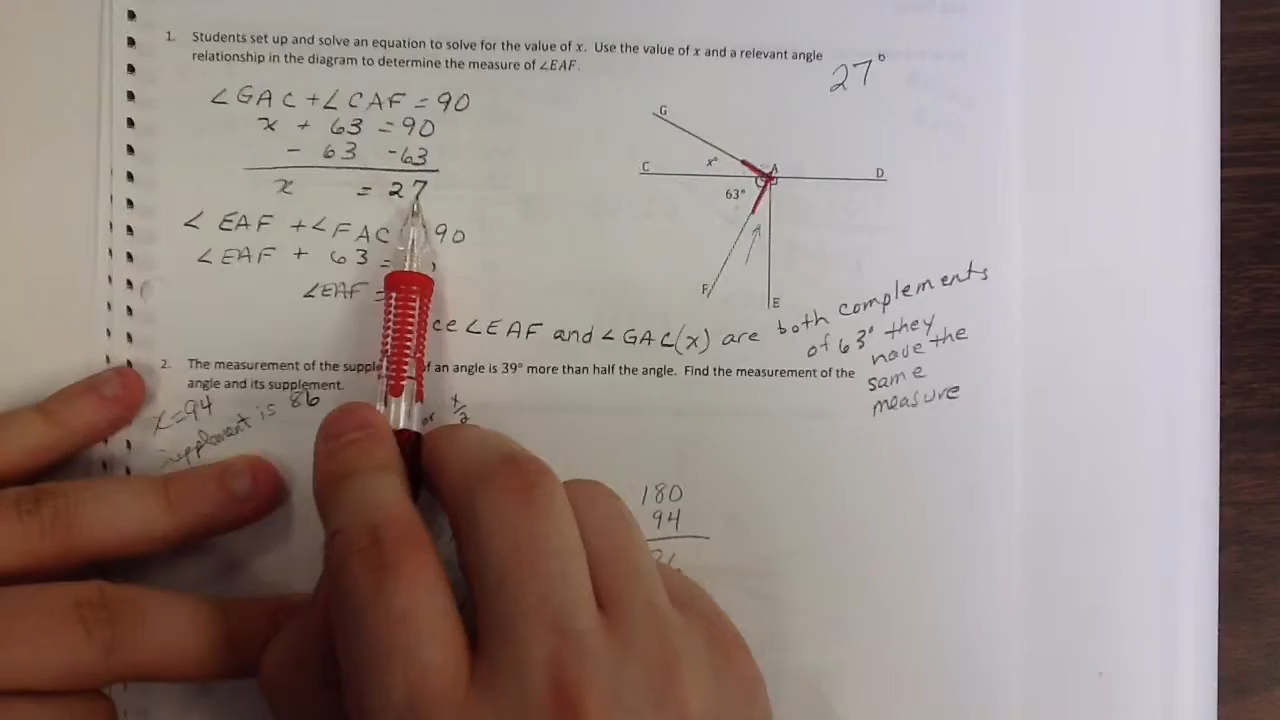 1. Students set up and solve an equation to solve for the value of x. Use the value of x and a relevant angle
relationship in the diagram to determine the measure of ∠EAF.
27°
∠GAC + ∠CAF = 90
x + 63 = 90
- 63 -63
x = 27
∠EAF + ∠FAC 90
∠EAF + 63 =
∠EAF =
G
C
x°
A
D
63°
F
E
∠EAF and ∠GAC(x) are both complements
of 63° they
have the
same
measure
2. The measurement of the of an angle is 39° more than half the angle. Find the measurement of the
angle and its supplement.
x=94
supplement is 86
or x/2
180
94